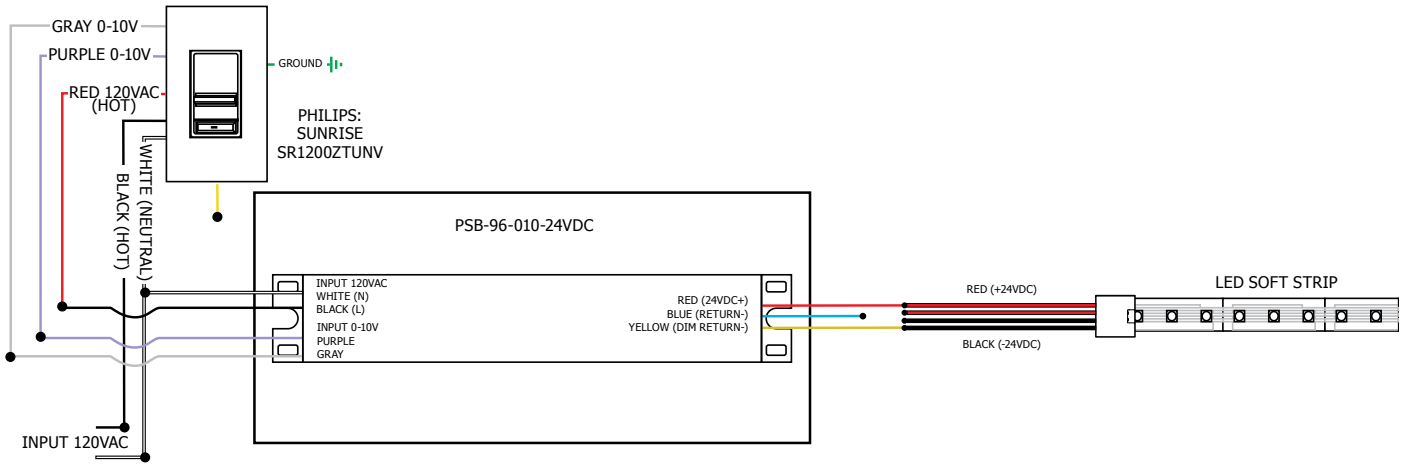 GRAY 0-10V
PURPLE 0-10V
RED 120VAC
(HOT)
GROUND
PHILIPS:
SUNRISE
SR1200ZTUNV
WHITE (NEUTRAL)
BLACK (HOT)
INPUT 120VAC
PSB-96-010-24VDC
INPUT 120VAC
WHITE (N)
BLACK (L)
INPUT 0-10V
PURPLE
GRAY
RED (24VDC+)
BLUE (RETURN-)
YELLOW (DIM RETURN-)
RED (+24VDC)
BLACK (-24VDC)
LED SOFT STRIP